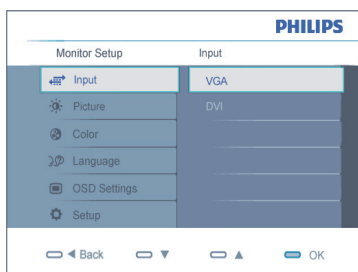 PHILIPS
Monitor Setup
Input
Input
VGA
Picture
DVI
Color
Language
OSD Settings
Setup
Back
OK